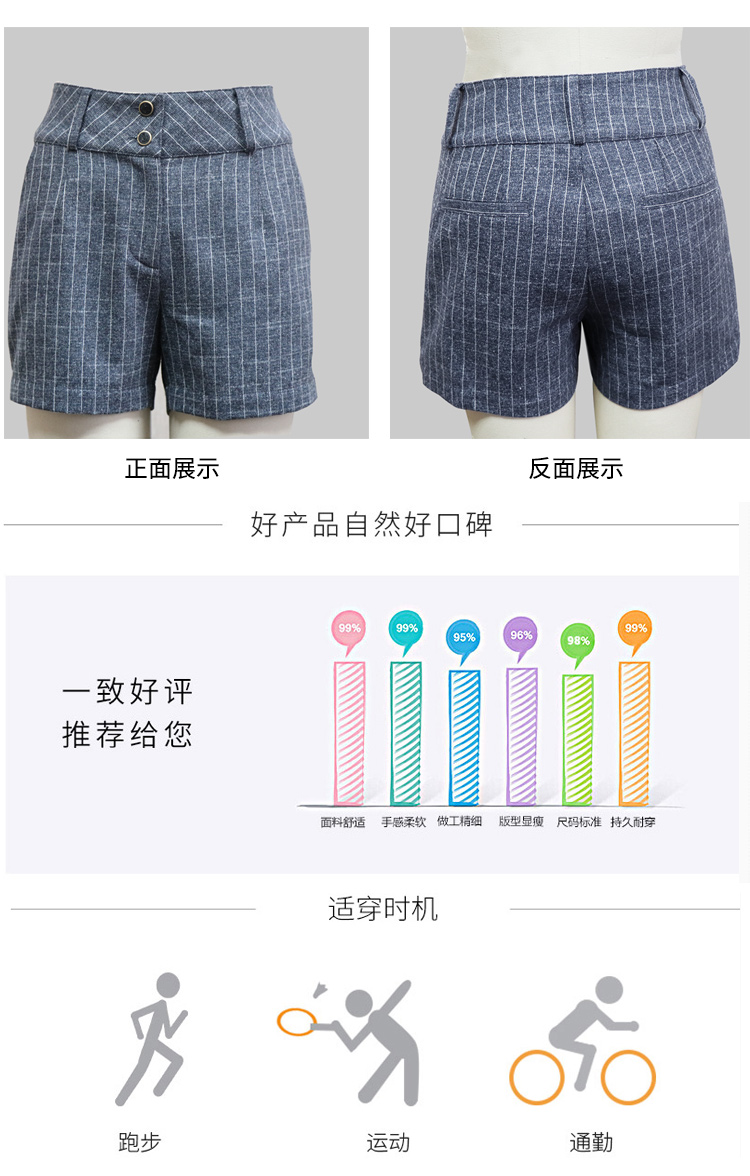 正面展示
反面展示
好产品自然好口碑
一致好评
推荐给您
99%
99%
95%
96%
98%
99%
面料舒适
手感柔软
做工精细
版型显瘦
尺码标准
持久耐穿
适穿时机
跑步
运动
通勤